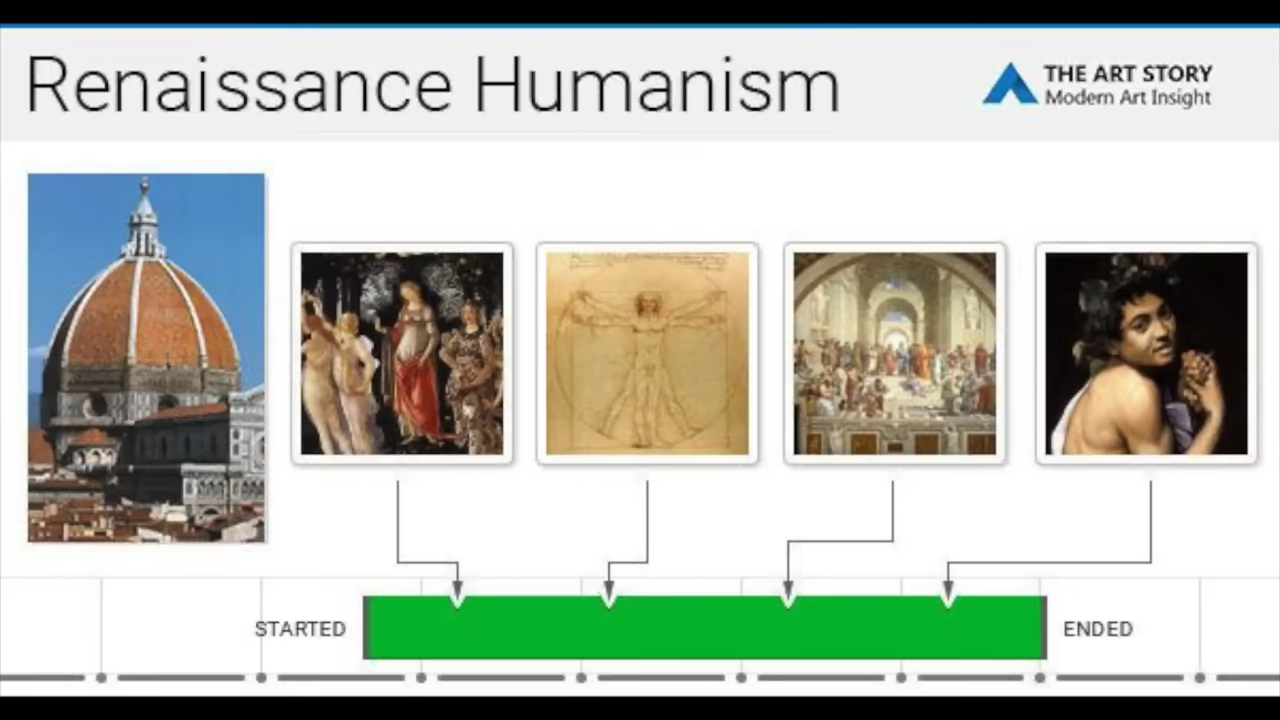 Renaissance Humanism
THE ART STORY
Modern Art Insight
STARTED
ENDED